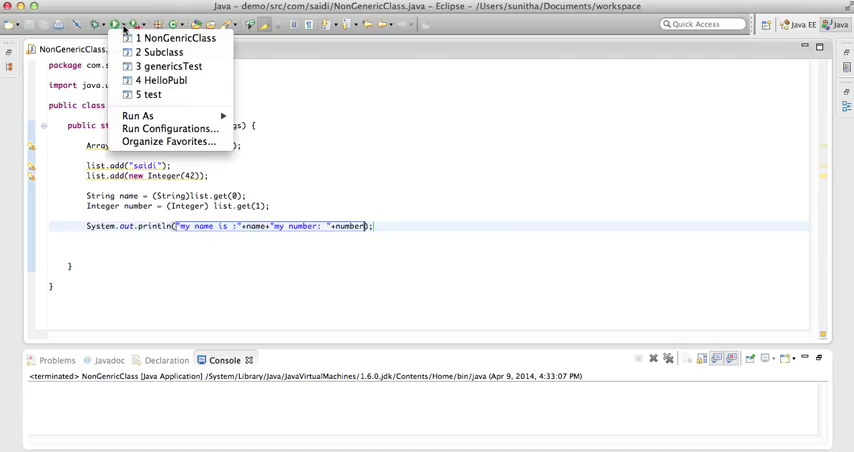 Java - demo/src/com/saidi/NonGenericClass.java - Eclipse - /Users/sunitha/Documents/workspace
Quick Access
Java EE
Java
NonGenericClass.
1 NonGenricClass
2 Subclass
3 genericsTest
4 HelloPubl
5 test
Run As
Run Configurations...
Organize Favorites...
package com.s
import java.u
public class
public st gs) {
Array );
list.add("saidi");
list.add(new Integer(42));
String name = (String)list.get(0);
Integer number = (Integer) list.get(1);
System.out.println("my name is :"+name+"my number: "+number);
}
}
Problems
Javadoc
Declaration
Console
<terminated> NonGenricClass [Java Application] /System/Library/Java/JavaVirtualMachines/1.6.0.jdk/Contents/Home/bin/java (Apr 9, 2014, 4:33:07 PM)